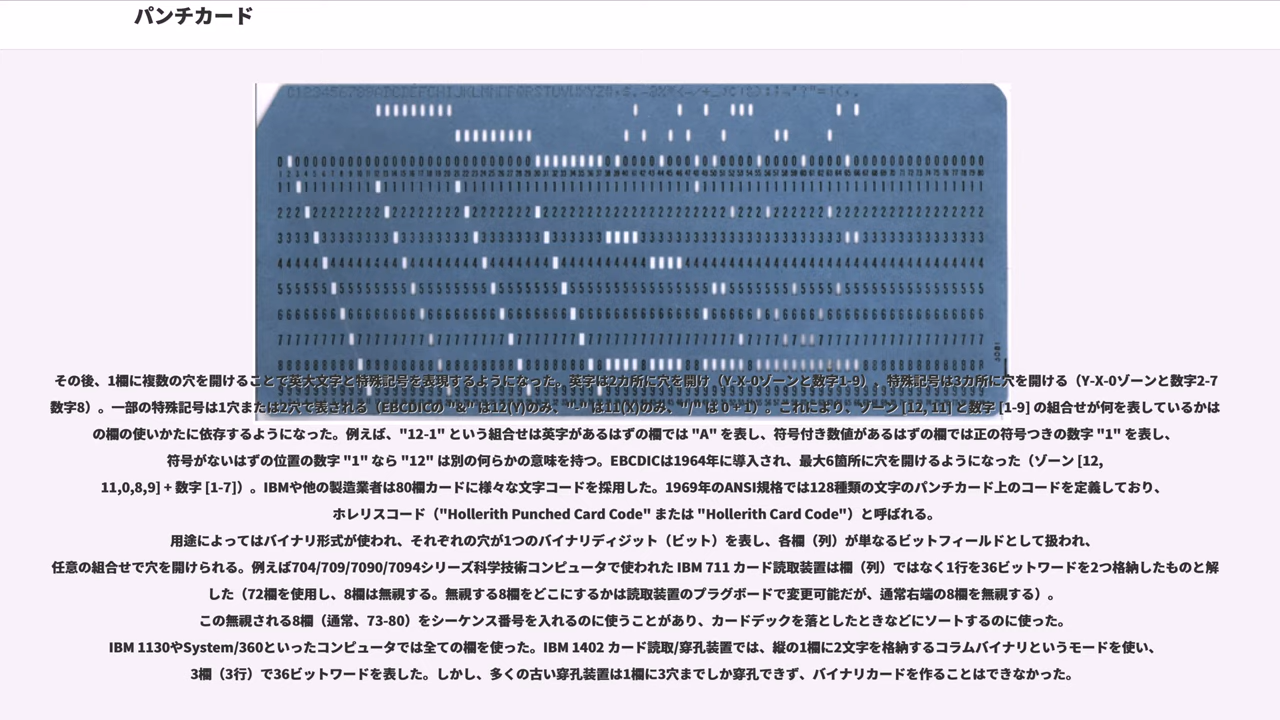 パンチカード
00000000000000000000000000000
1111111111111111111111111111
222222222222222222222222
333333333333333333333333
444444444444444444444444
555555555555555555555555
666666666666666666666666
777777777777777777777777
その後、1欄に複数の穴を開けることで英大文字と特殊記号を表現するようになった。英字は2カ所に穴を開け（Y-X-0ゾーンと数字1-9）、特殊記号は3カ所に穴を開ける（Y-X-0ゾーンと数字2-7
数字8）。一部の特殊記号は1穴または2穴で表される（EBCDICの "&" は12(Y)のみ、"-" は11(X)のみ、"/" は 0 + 1）。これにより、ゾーン [12, 11] と数字 [1-9] の組合せが何を表しているかは
の欄の使いかたに依存するようになった。例えば、"12-1" という組合せは英字があるはずの欄では "A" を表し、符号付き数値があるはずの欄では正の符号つきの数字 "1" を表し、
符号がないはずの位置の数字 "1" なら "12" は別の何らかの意味を持つ。EBCDICは1964年に導入され、最大6箇所に穴を開けるようになった（ゾーン [12,
11,0,8,9] + 数字 [1-7]）。IBMや他の製造業者は80欄カードに様々な文字コードを採用した。1969年のANSI規格では128種類の文字のパンチカード上のコードを定義しており、
ホレリスコード（"Hollerith Punched Card Code" または "Hollerith Card Code"）と呼ばれる。
用途によってはバイナリ形式が使われ、それぞれの穴が1つのバイナリディジット（ビット）を表し、各欄（列）が単なるビットフィールドとして扱われ、
任意の組合せで穴を開けられる。例えば704/709/7090/7094シリーズ科学技術コンピュータで使われた IBM 711 カード読取装置は欄（列）ではなく1行を36ビットワードを2つ格納したものと解
した（72欄を使用し、8欄は無視する。無視する8欄をどこにするかは読取装置のプラグボードで変更可能だが、通常右端の8欄を無視する）。
この無視される8欄（通常、73-80）をシーケンス番号を入れるのに使うことがあり、カードデックを落としたときなどにソートするのに使った。
IBM 1130やSystem/360といったコンピュータでは全ての欄を使った。IBM 1402 カード読取/穿孔装置では、縦の1欄に2文字を格納するコラムバイナリというモードを使い、
3欄（3行）で36ビットワードを表した。しかし、多くの古い穿孔装置は1欄に3穴までしか穿孔できず、バイナリカードを作ることはできなかった。